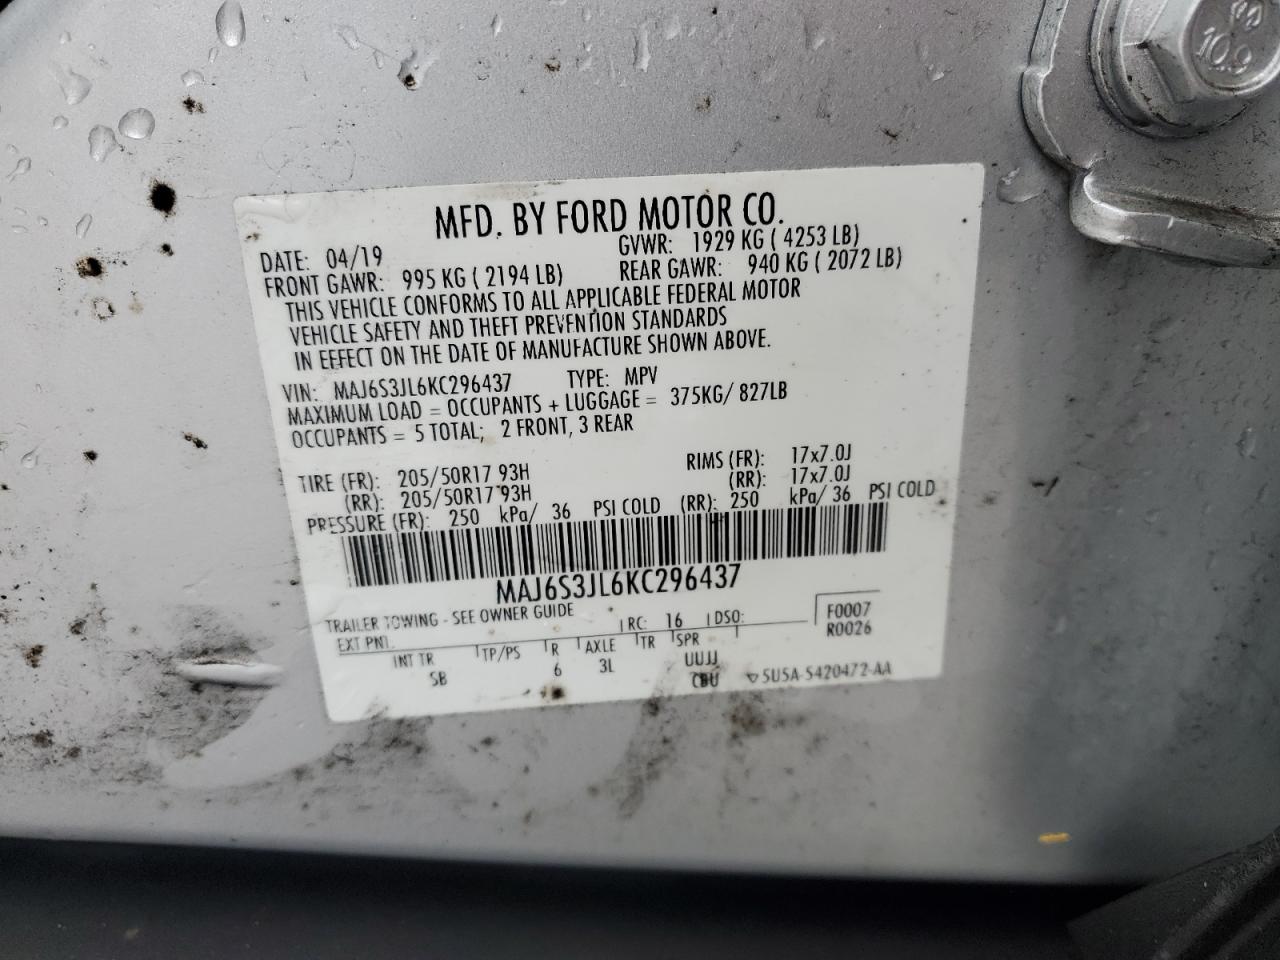 10.9
MFD. BY FORD MOTOR CO.
DATE: 04/19 GVWR: 1929 KG ( 4253 LB)
FRONT GAWR: 995 KG ( 2194 LB) REAR GAWR: 940 KG ( 2072 LB)
THIS VEHICLE CONFORMS TO ALL APPLICABLE FEDERAL MOTOR
VEHICLE SAFETY AND THEFT PREVENTION STANDARDS
IN EFFECT ON THE DATE OF MANUFACTURE SHOWN ABOVE.
VIN: MAJ6S3JL6KC296437 TYPE: MPV
MAXIMUM LOAD = OCCUPANTS + LUGGAGE = 375KG/ 827LB
OCCUPANTS = 5 TOTAL; 2 FRONT, 3 REAR
TIRE (FR): 205/50R17 93H RIMS (FR): 17x7.0J
(RR): 205/50R17 93H (RR): 17x7.0J
PRESSURE (FR): 250 kPa/ 36 PSI COLD (RR): 250 kPa/ 36 PSI COLD
MAJ6S3JL6KC296437
TRAILER TOWING - SEE OWNER GUIDE
EXT PNT: RC: 16 DSO: F0007
R0026
INT TR TP/PS R AXLE TR SPR
SB 6 3L UUJJ
CBU 5U5A-5420472-AA